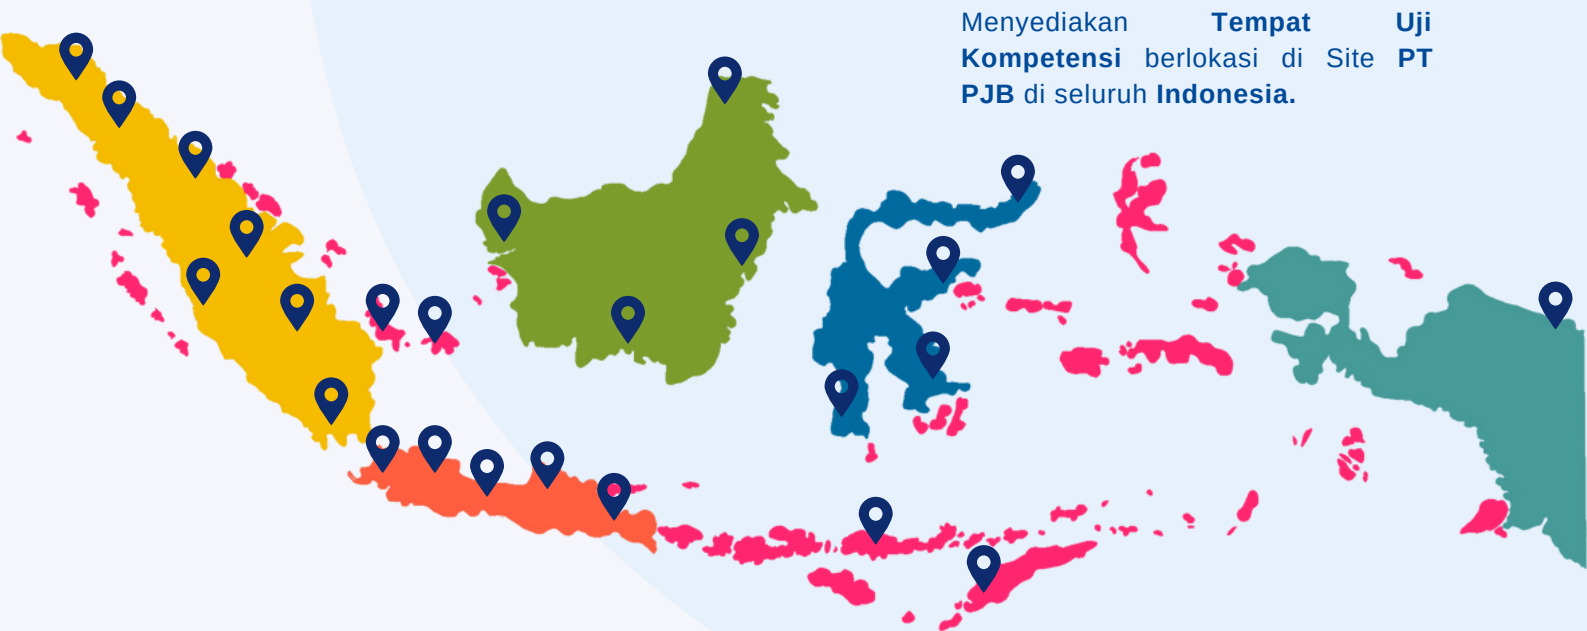 Menyediakan Tempat Uji
Kompetensi berlokasi di Site PT
PJB di seluruh Indonesia.